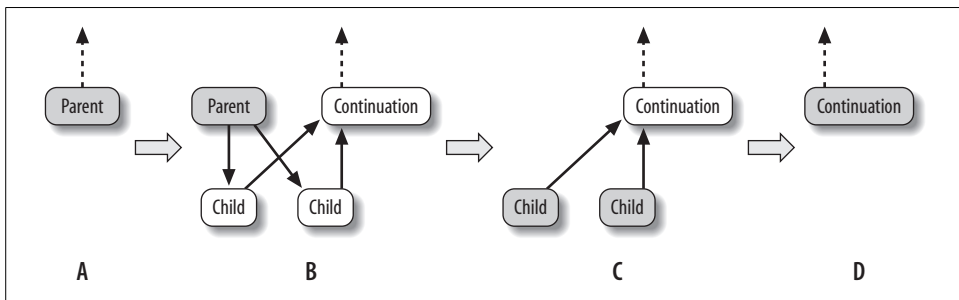 Parent
Parent
Continuation
Child
Child
Continuation
Child
Child
Continuation
A
B
C
D